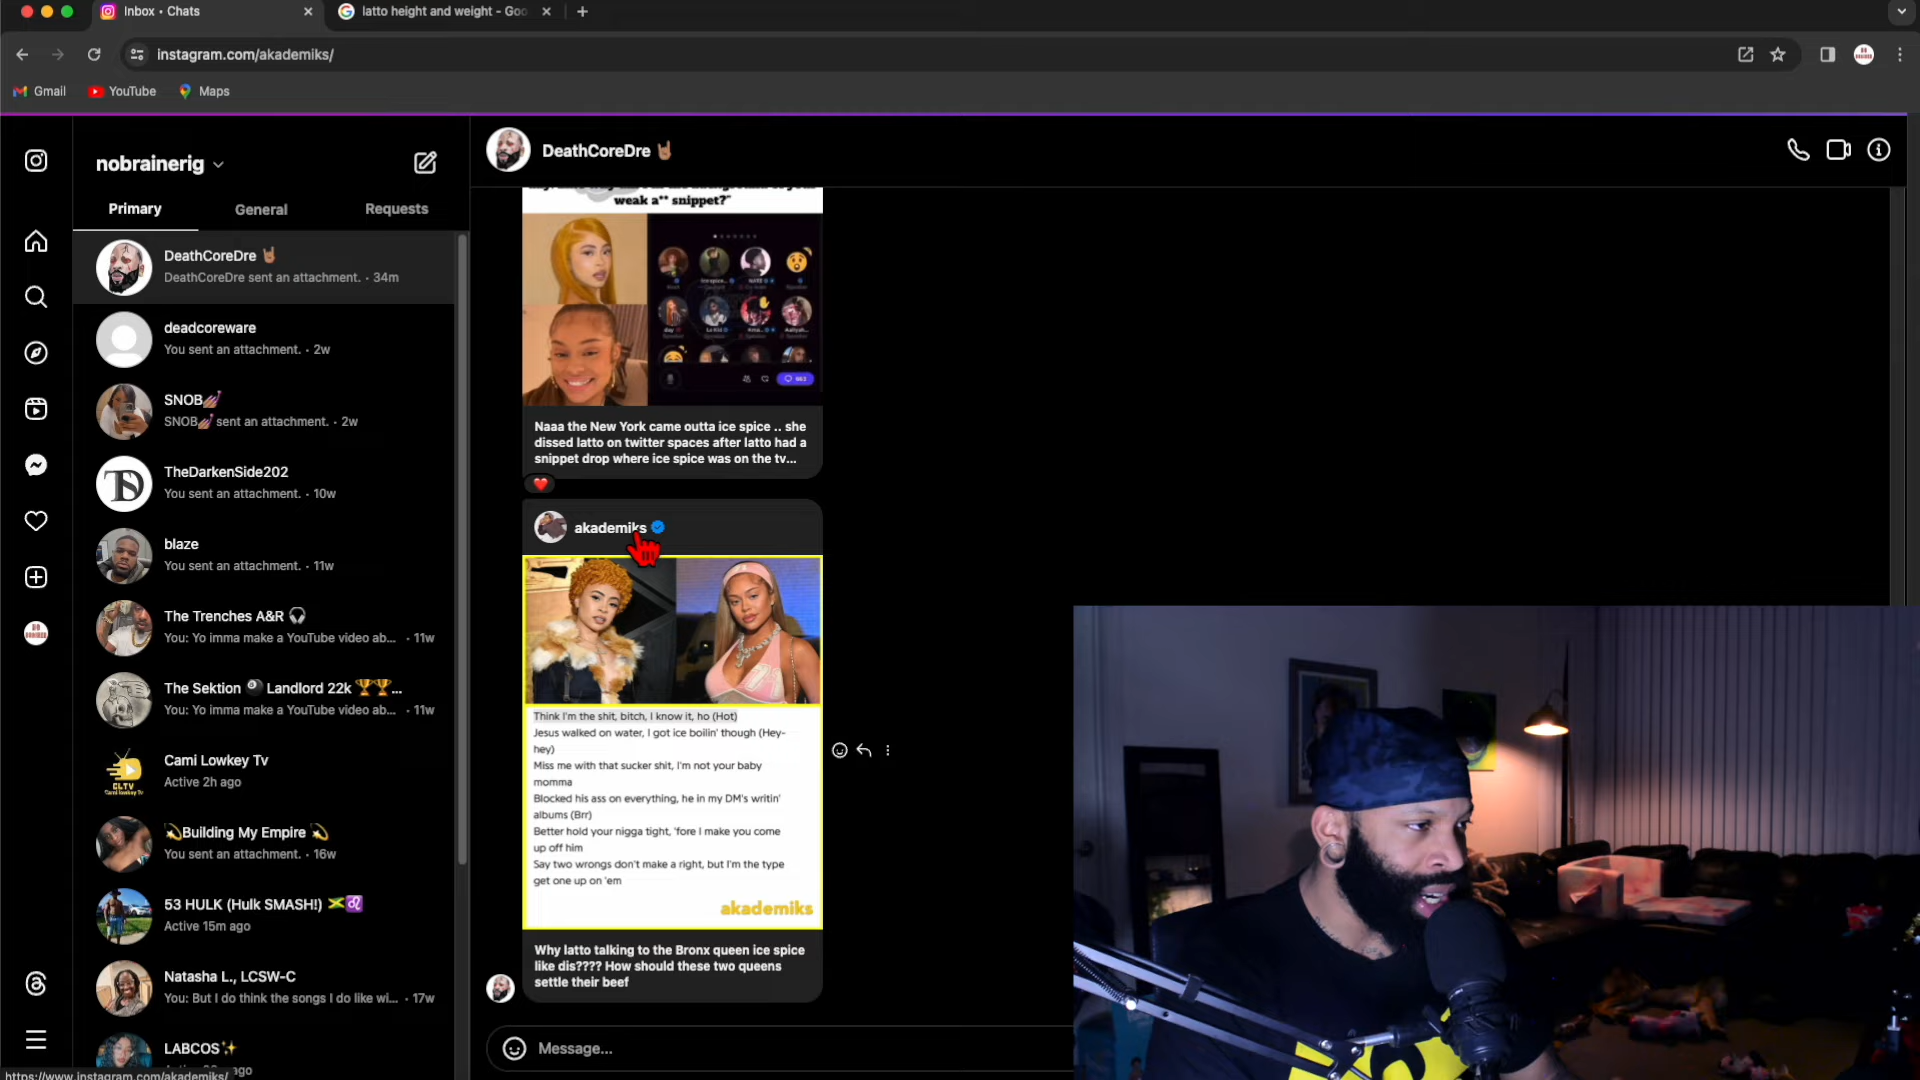 Inbox • Chats
latto height and weight - Goo
instagram.com/akademiks/
Gmail
YouTube
Maps
nobrainerig
Primary
General
Requests
DeathCoreDre
DeathCoreDre sent an attachment. · 34m
deadcoreware
You sent an attachment. · 2w
SNOB
SNOB sent an attachment. · 2w
TheDarkenSide202
You sent an attachment. · 10w
blaze
You sent an attachment. · 11w
The Trenches A&R
You: Yo imma make a YouTube video ab... · 11w
The Sektion Landlord 22k ...
You: Yo imma make a YouTube video ab... · 11w
Cami Lowkey Tv
Active 2h ago
Building My Empire
You sent an attachment. · 16w
53 HULK (Hulk SMASH!)
Active 15m ago
Natasha L., LCSW-C
You: But I do think the songs I do like wi... · 17w
LABCOS
ago
https://www.instagram.com/akademiks/
DeathCoreDre
weak a** snippet?"
Naaa the New York came outta ice spice .. she
dissed latto on twitter spaces after latto had a
snippet drop where ice spice was on the tv...
akademiks
Think I'm the shit, bitch, I know it, ho (Hot)
Jesus walked on water, I got ice boilin' though (Hey-
hey)
Miss me with that sucker shit, I'm not your baby
momma
Blocked his ass on everything, he in my DM's writin'
albums (Brr)
Better hold your nigga tight, 'fore I make you come
up off him
Say two wrongs don't make a right, but I'm the type
get one up on 'em
akademiks
Why latto talking to the Bronx queen ice spice
like dis???? How should these two queens
settle their beef
Message...